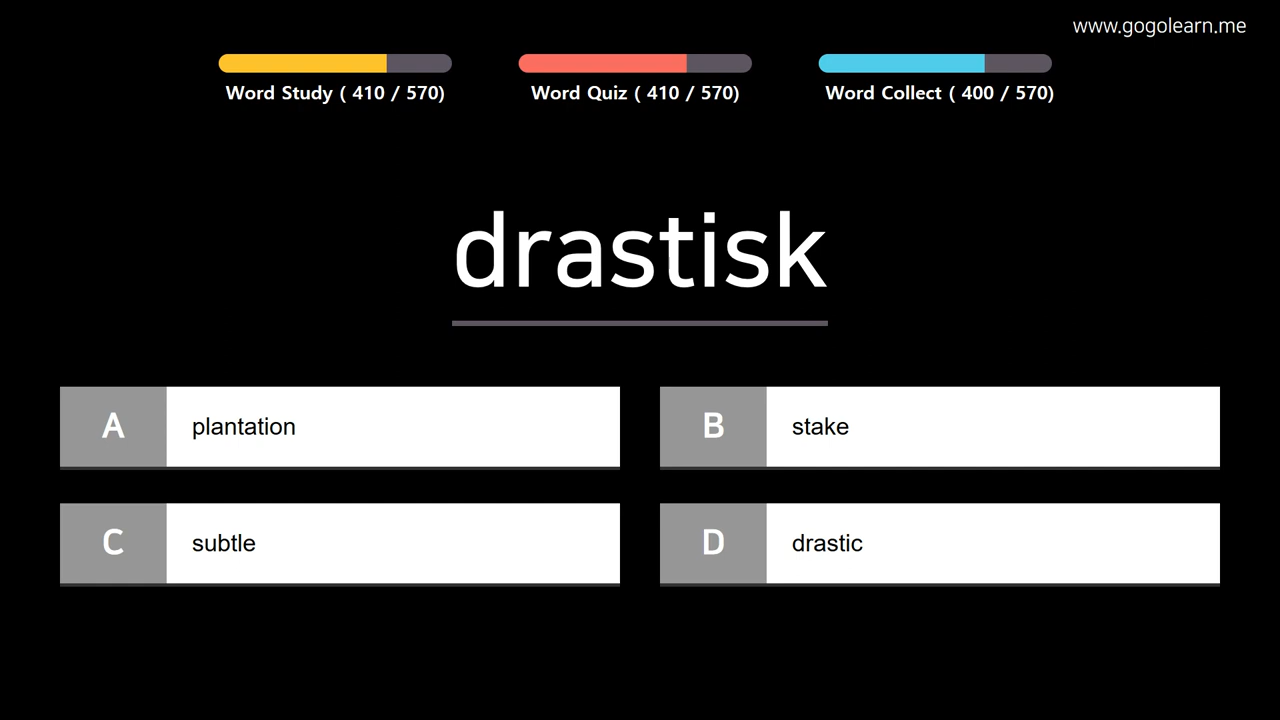 www.gogolearn.me
Word Study ( 410 / 570)
Word Quiz ( 410 / 570)
Word Collect ( 400 / 570)
drastisk
A plantation
B stake
C subtle
D drastic